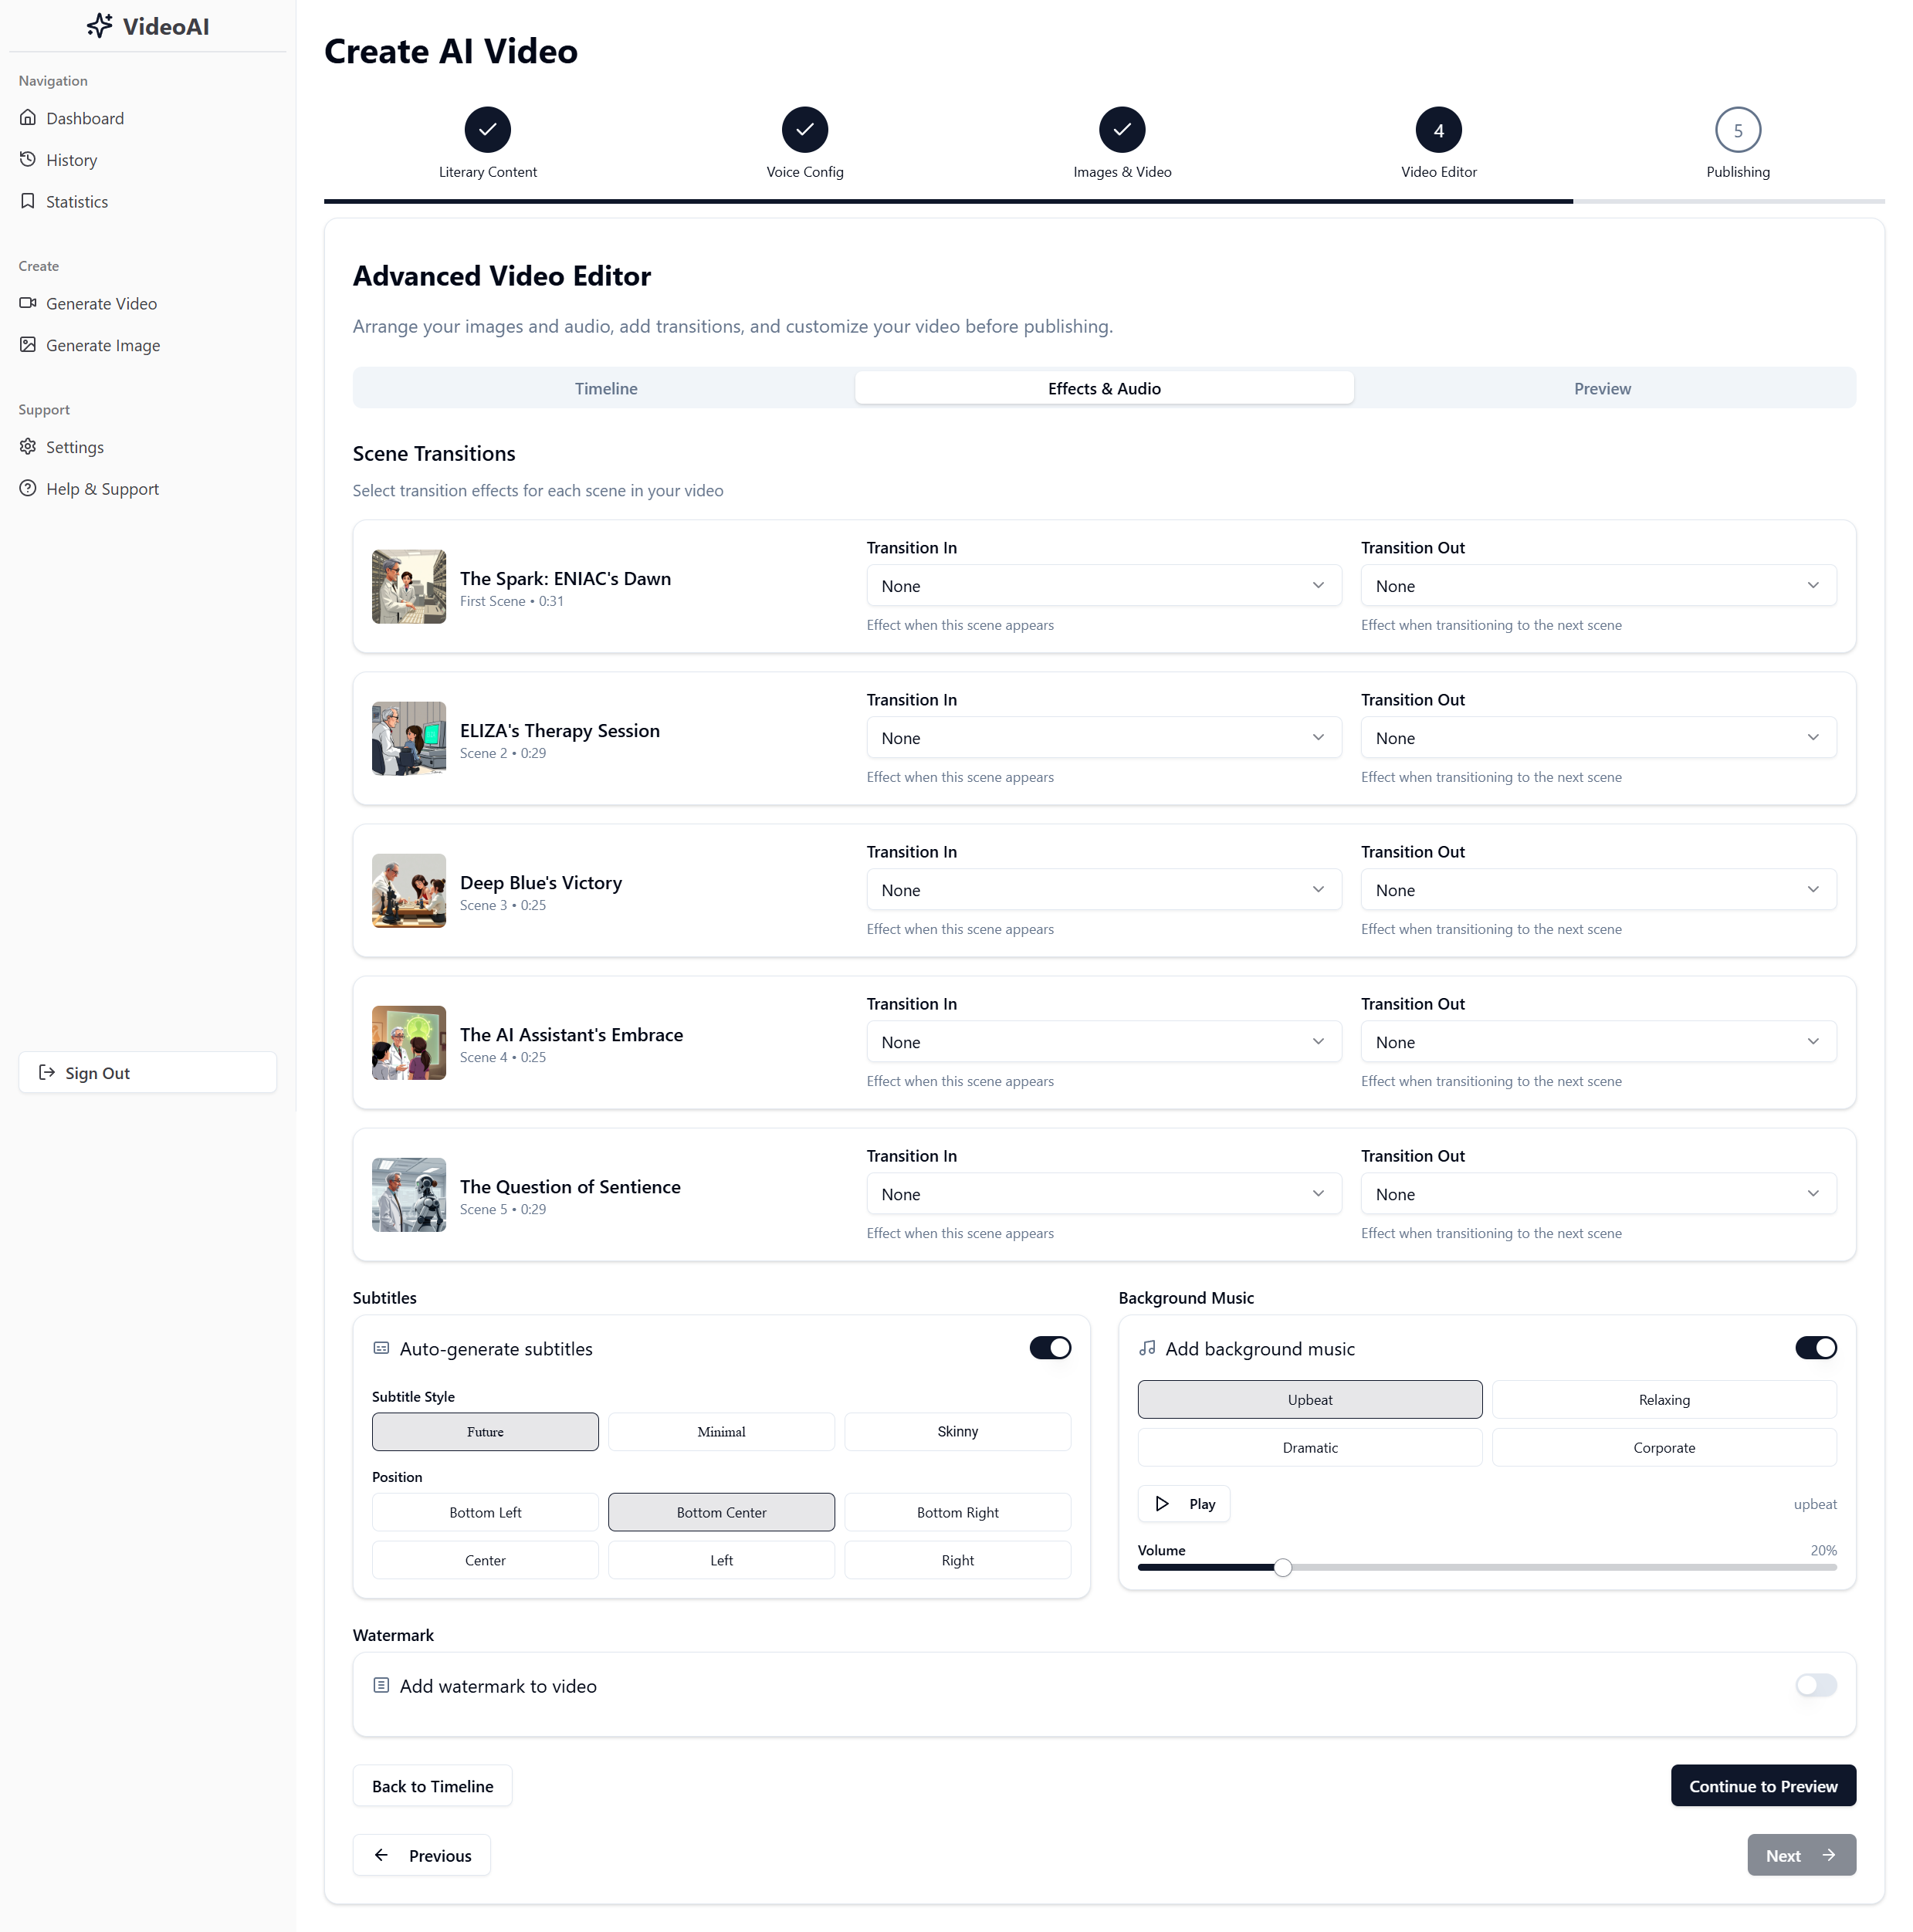 VideoAI
Navigation
Dashboard
History
Statistics
Create
Generate Video
Generate Image
Support
Settings
Help & Support
Sign Out
Create AI Video
4
5
Literary Content
Voice Config
Images & Video
Video Editor
Publishing
Advanced Video Editor
Arrange your images and audio, add transitions, and customize your video before publishing.
Timeline
Effects & Audio
Preview
Scene Transitions
Select transition effects for each scene in your video
The Spark: ENIAC's Dawn
First Scene • 0:31
Transition In
None
Effect when this scene appears
Transition Out
None
Effect when transitioning to the next scene
ELIZA's Therapy Session
Scene 2 • 0:29
Transition In
None
Effect when this scene appears
Transition Out
None
Effect when transitioning to the next scene
Deep Blue's Victory
Scene 3 • 0:25
Transition In
None
Effect when this scene appears
Transition Out
None
Effect when transitioning to the next scene
The AI Assistant's Embrace
Scene 4 • 0:25
Transition In
None
Effect when this scene appears
Transition Out
None
Effect when transitioning to the next scene
The Question of Sentience
Scene 5 • 0:29
Transition In
None
Effect when this scene appears
Transition Out
None
Effect when transitioning to the next scene
Subtitles
Auto-generate subtitles
Subtitle Style
Future
Minimal
Skinny
Position
Bottom Left
Bottom Center
Bottom Right
Center
Left
Right
Background Music
Add background music
Upbeat
Relaxing
Dramatic
Corporate
Play
upbeat
Volume
20%
Watermark
Add watermark to video
Back to Timeline
Continue to Preview
Previous
Next